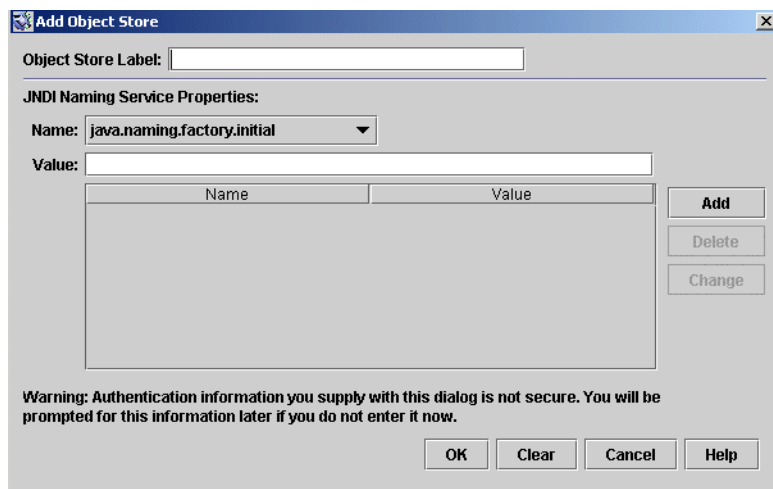 Add Object Store
Object Store Label:
JNDI Naming Service Properties:
Name: java.naming.factory.initial
Value:
Name Value
Add
Delete
Change
Warning: Authentication information you supply with this dialog is not secure. You will be
prompted for this information later if you do not enter it now.
OK Clear Cancel Help